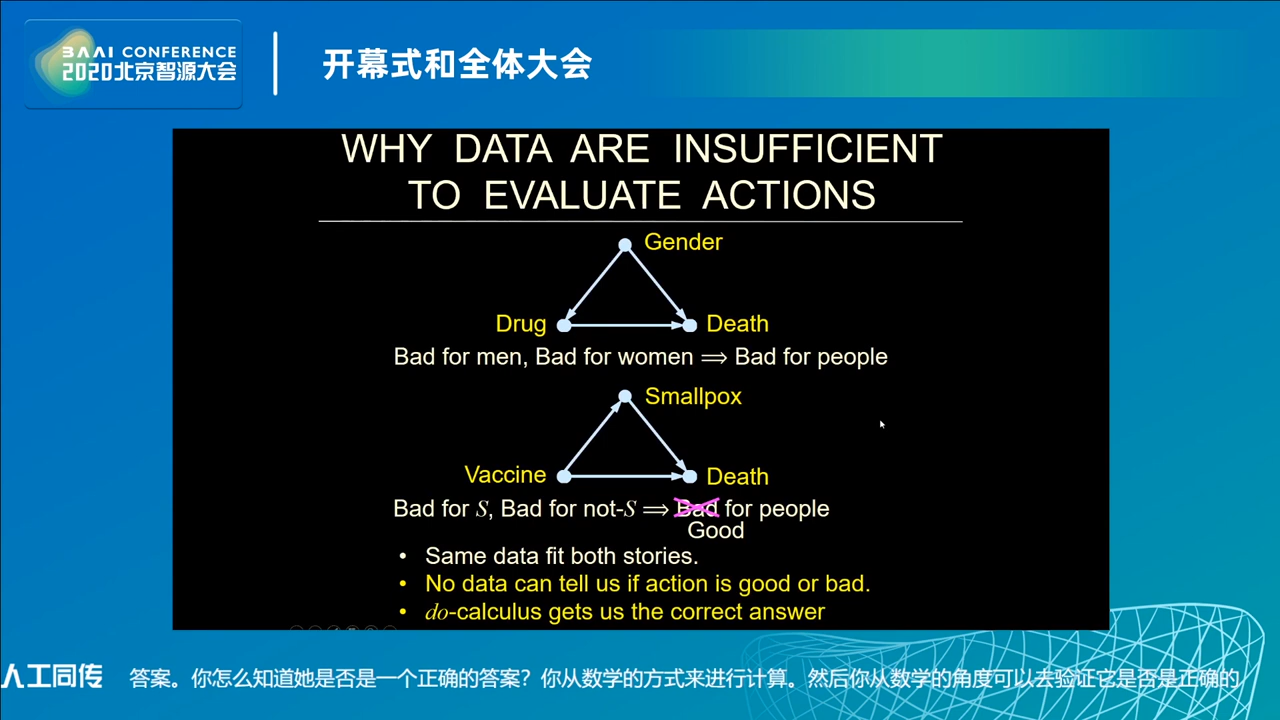 BAAI CONFERENCE
2020北京智源大会
开幕式和全体大会
WHY DATA ARE INSUFFICIENT
TO EVALUATE ACTIONS
Gender
Drug
Death
Bad for men, Bad for women ⟹ Bad for people
Smallpox
Vaccine
Death
Bad for S, Bad for not-S ⟹ Bad for people
Good
• Same data fit both stories.
• No data can tell us if action is good or bad.
• do-calculus gets us the correct answer
人工同传 答案。你怎么知道她是否是一个正确的答案？你从数学的方式来进行计算。然后你从数学的角度可以去验证它是否是正确的